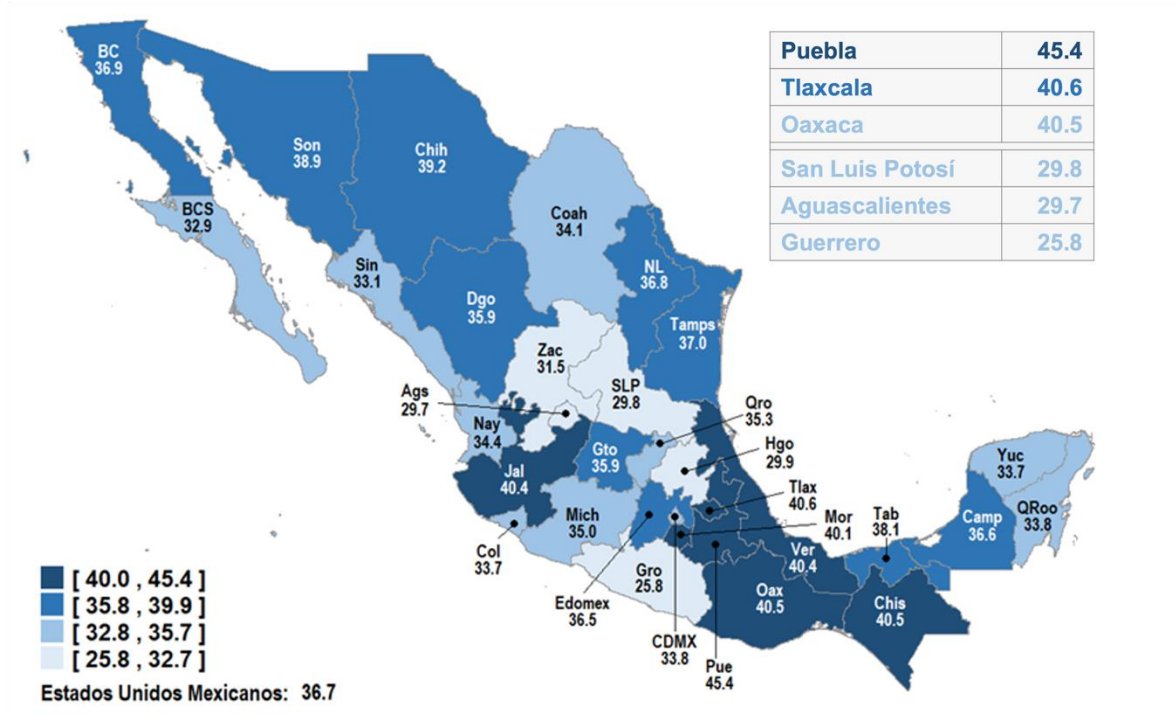 BC
36.9
Puebla 45.4
Tlaxcala 40.6
Oaxaca 40.5
San Luis Potosí 29.8
Aguascalientes 29.7
Guerrero 25.8
Son
38.9
Chih
39.2
BCS
32.9
Coah
34.1
Sin
33.1
NL
36.8
Dgo
35.9
Tamps
37.0
Zac
31.5
SLP
29.8
Ags
29.7
Qro
35.3
Nay
34.4
Gto
35.9
Hgo
29.9
Yuc
33.7
Jal
40.4
Tlax
40.6
QRoo
33.8
Mich
35.0
Mor
40.1
Tab
38.1
Camp
36.6
Col
33.7
Ver
40.4
Gro
25.8
Oax
40.5
Chis
40.5
Edomex
36.5
CDMX
33.8
Pue
45.4
[ 40.0 , 45.4 ]
[ 35.8 , 39.9 ]
[ 32.8 , 35.7 ]
[ 25.8 , 32.7 ]
Estados Unidos Mexicanos: 36.7